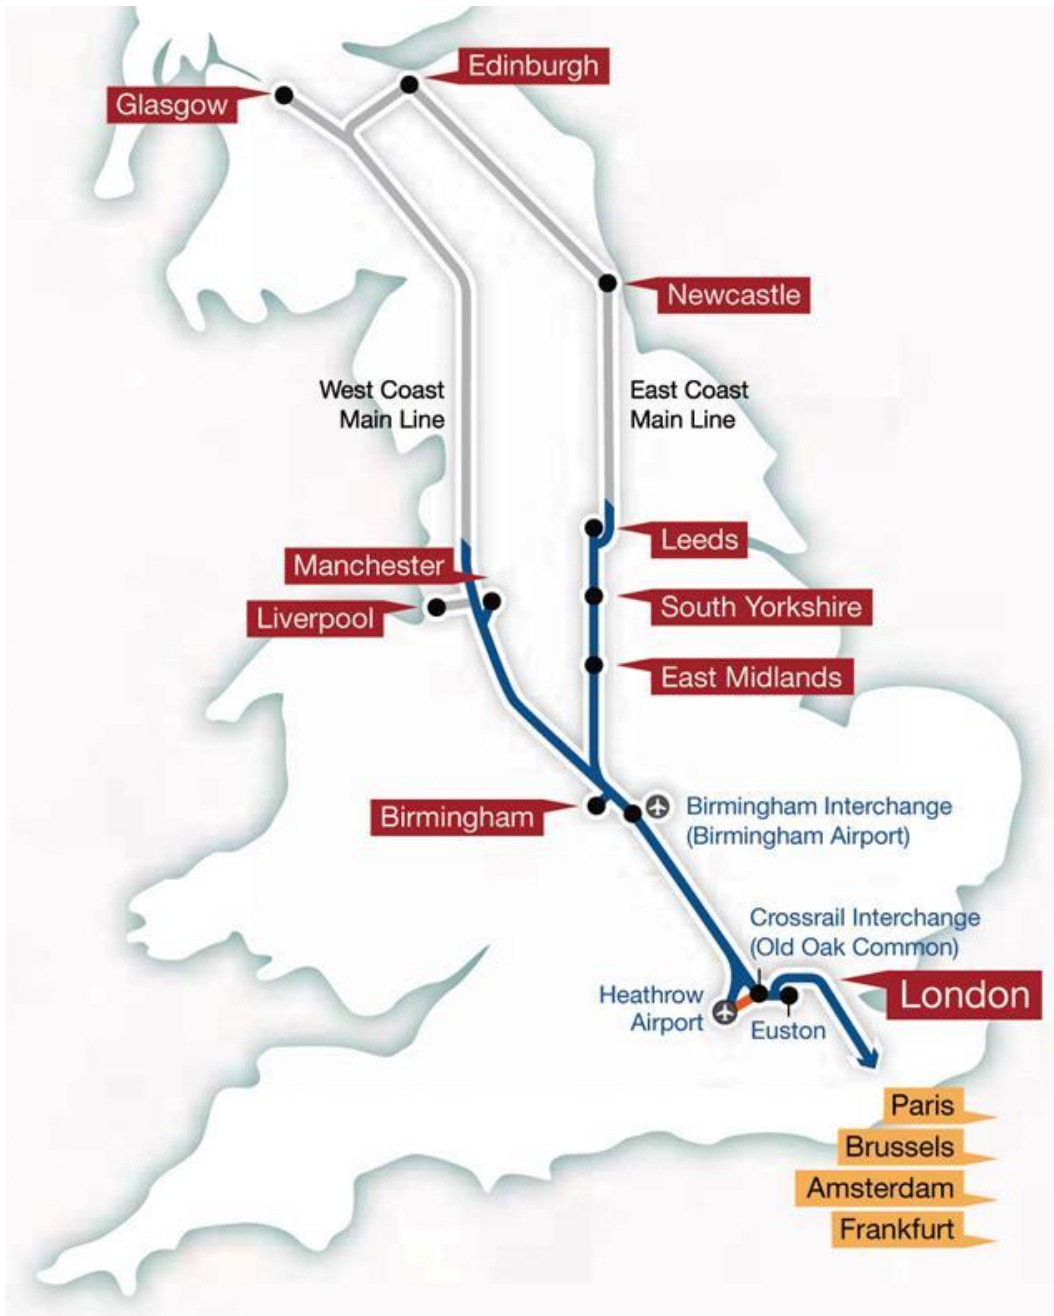 Edinburgh
Glasgow
Newcastle
West Coast
Main Line
East Coast
Main Line
Leeds
Manchester
South Yorkshire
Liverpool
East Midlands
Birmingham
Birmingham Interchange
(Birmingham Airport)
Crossrail Interchange
(Old Oak Common)
London
Heathrow
Airport
Euston
Paris
Brussels
Amsterdam
Frankfurt